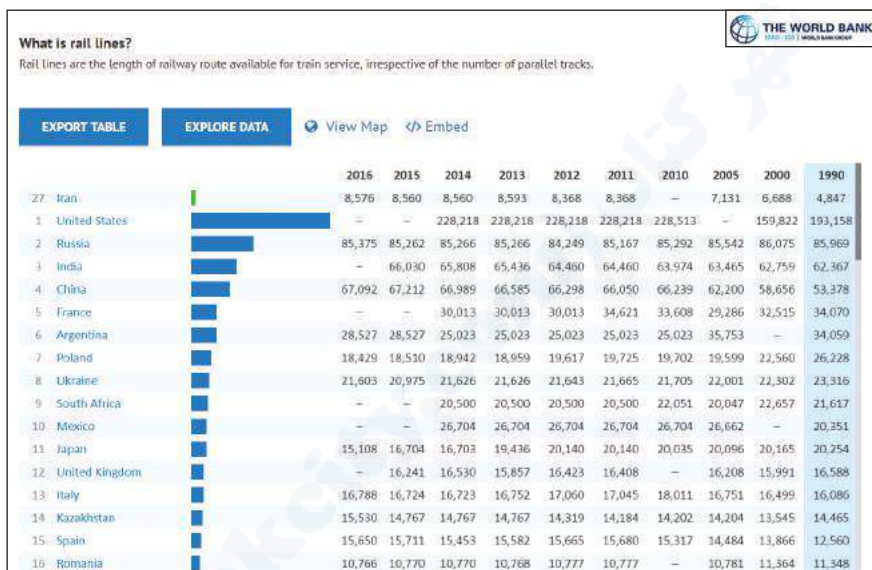 THE WORLD BANK
IBRD • IDA | WORLD BANK GROUP
What is rail lines?
Rail lines are the length of railway route available for train service, irrespective of the number of parallel tracks.
EXPORT TABLE EXPLORE DATA View Map </> Embed
2016 2015 2014 2013 2012 2011 2010 2005 2000 1990
27 Iran 8,576 8,560 8,560 8,593 8,368 8,368 – 7,131 6,688 4,847
1 United States – – 228,218 228,218 228,218 228,218 228,513 – 159,822 193,158
2 Russia 85,375 85,262 85,266 85,266 84,249 85,167 85,292 85,542 86,075 85,969
3 India – 66,030 65,808 65,436 64,460 64,460 63,974 63,465 62,759 62,367
4 China 67,092 67,212 66,989 66,585 66,298 66,050 66,239 62,200 58,656 53,378
5 France – – 30,013 30,013 30,013 34,621 33,608 29,286 32,515 34,070
6 Argentina 28,527 28,527 25,023 25,023 25,023 25,023 25,023 35,753 – 34,059
7 Poland 18,429 18,510 18,942 18,959 19,617 19,725 19,702 19,599 22,560 26,228
8 Ukraine 21,603 20,975 21,626 21,626 21,643 21,665 21,705 22,001 22,302 23,316
9 South Africa – – 20,500 20,500 20,500 20,500 22,051 20,047 22,657 21,617
10 Mexico – – 26,704 26,704 26,704 26,704 26,704 26,662 – 20,351
11 Japan 15,108 16,704 16,703 19,436 20,140 20,140 20,035 20,096 20,165 20,254
12 United Kingdom – 16,241 16,530 15,857 16,423 16,408 – 16,208 15,991 16,588
13 Italy 16,788 16,724 16,723 16,752 17,060 17,045 18,011 16,751 16,499 16,086
14 Kazakhstan 15,530 14,767 14,767 14,767 14,319 14,184 14,202 14,204 13,545 14,465
15 Spain 15,650 15,711 15,453 15,582 15,665 15,680 15,317 14,484 13,866 12,560
16 Romania 10,766 10,770 10,770 10,768 10,777 10,777 – 10,781 11,364 11,348